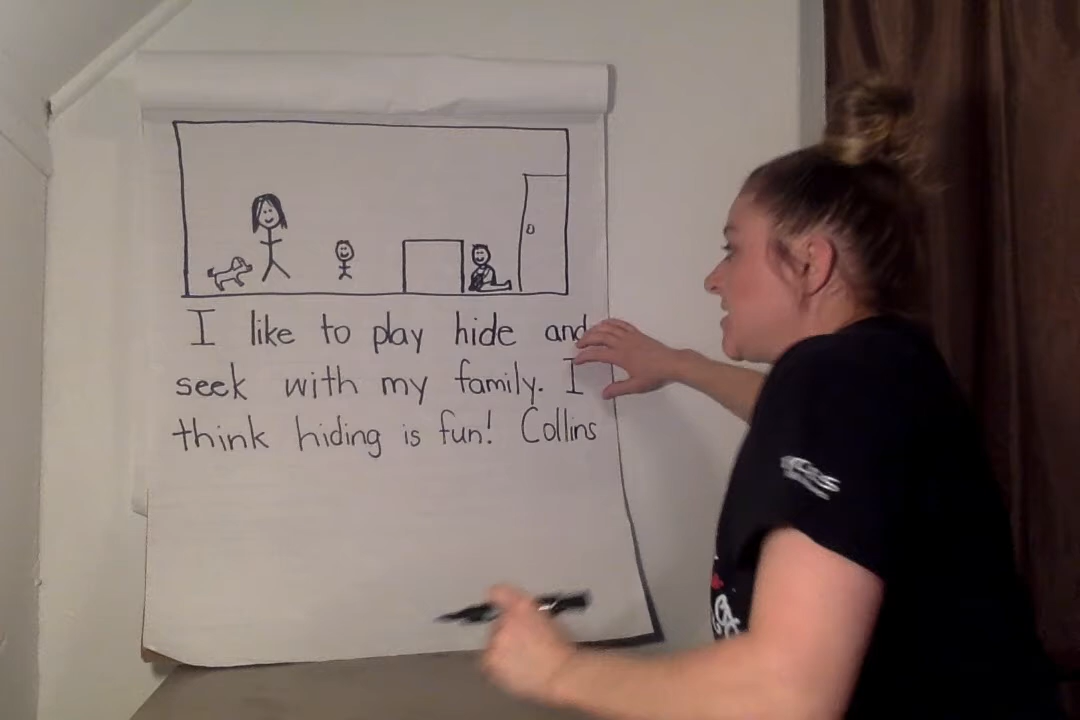 I like to play hide and
seek with my family. I
think hiding is fun! Collins